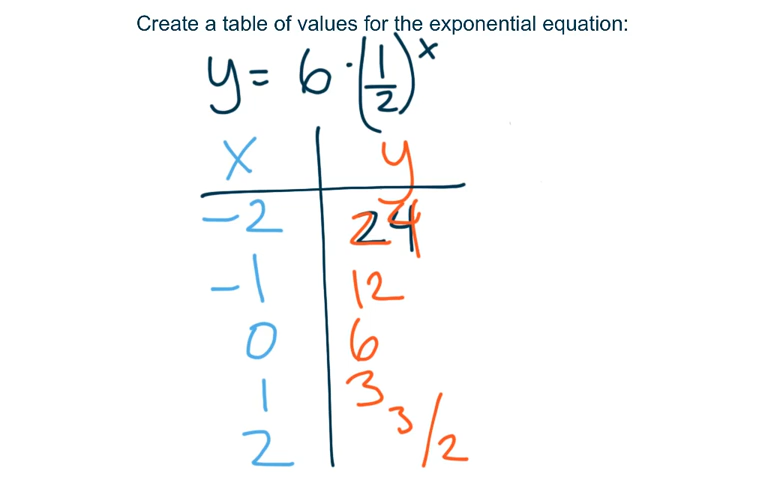 Create a table of values for the exponential equation:
y = 6 · (1/2)^x
x y
-2 24
-1 12
0 6
1 3
2 3/2